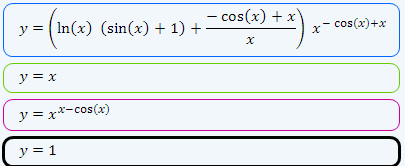 y = (ln(x) (sin(x) + 1) + (− cos(x) + x)/x) x^(− cos(x)+x)
y = x
y = x^(x−cos(x))
y = 1